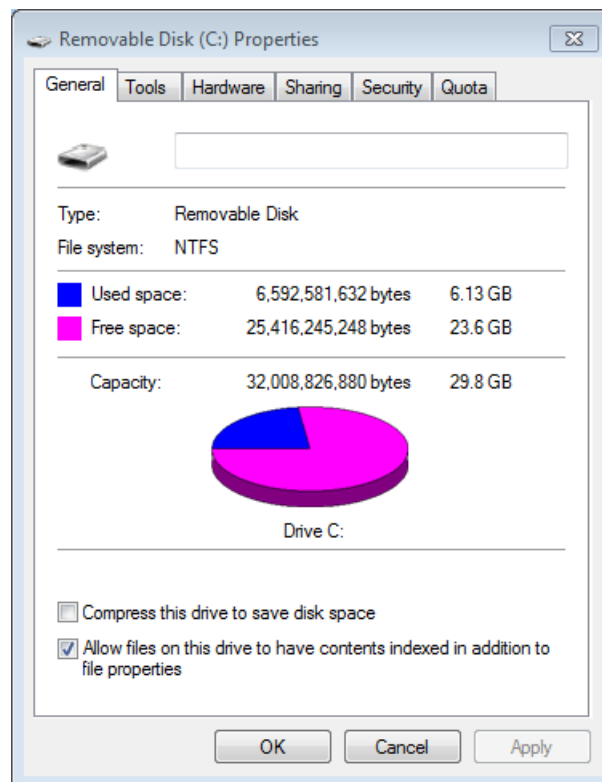 Removable Disk (C:) Properties
General Tools Hardware Sharing Security Quota
Type: Removable Disk
File system: NTFS
Used space: 6,592,581,632 bytes 6.13 GB
Free space: 25,416,245,248 bytes 23.6 GB
Capacity: 32,008,826,880 bytes 29.8 GB
Drive C:
Compress this drive to save disk space
Allow files on this drive to have contents indexed in addition to
file properties
OK Cancel Apply